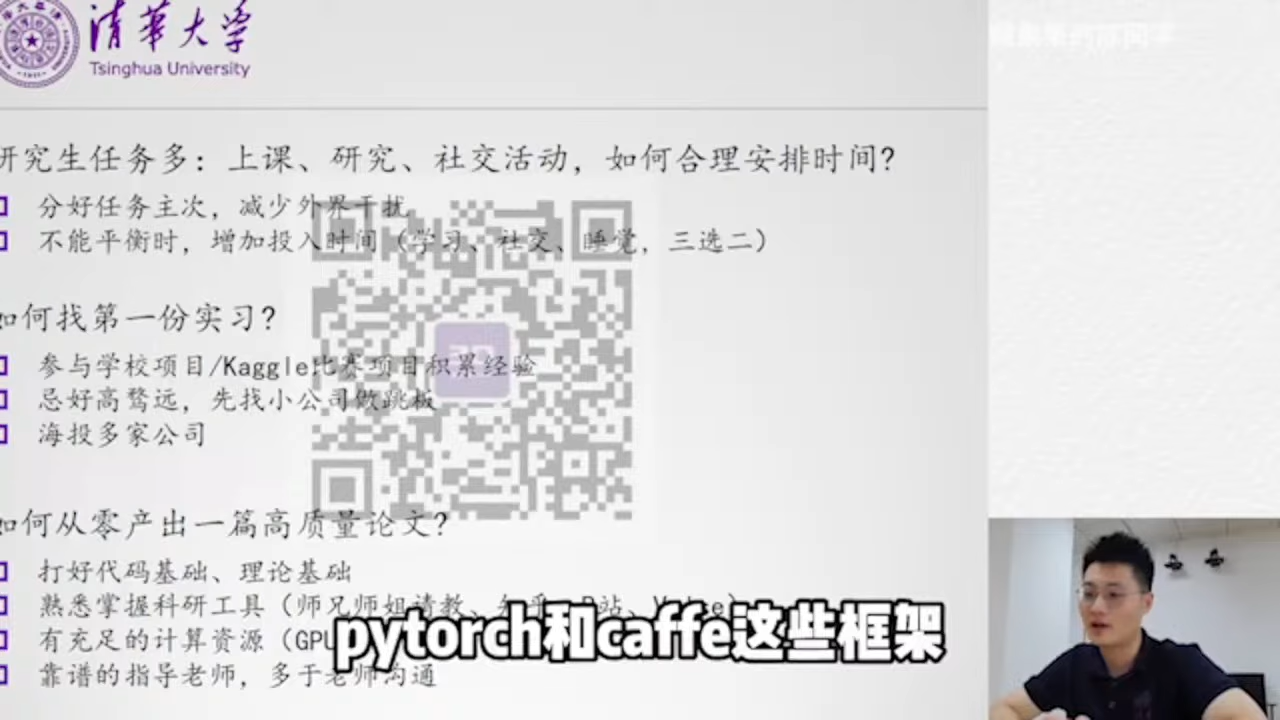 清华大学
Tsinghua University
研究生任务多：上课、研究、社交活动，如何合理安排时间?
分好任务主次，减少外界干扰
不能平衡时，增加投入时间（学习、社交、睡觉，三选二）
如何找第一份实习?
参与学校项目/Kaggle比赛项目积累经验
忌好高骛远，先找小公司做跳板
海投多家公司
如何从零产出一篇高质量论文?
打好代码基础、理论基础
熟悉掌握科研工具（师兄师姐请教、知乎、B站、
有充足的计算资源（GPU
pytorch和caffe这些框架
靠谱的指导老师，多于老师沟通